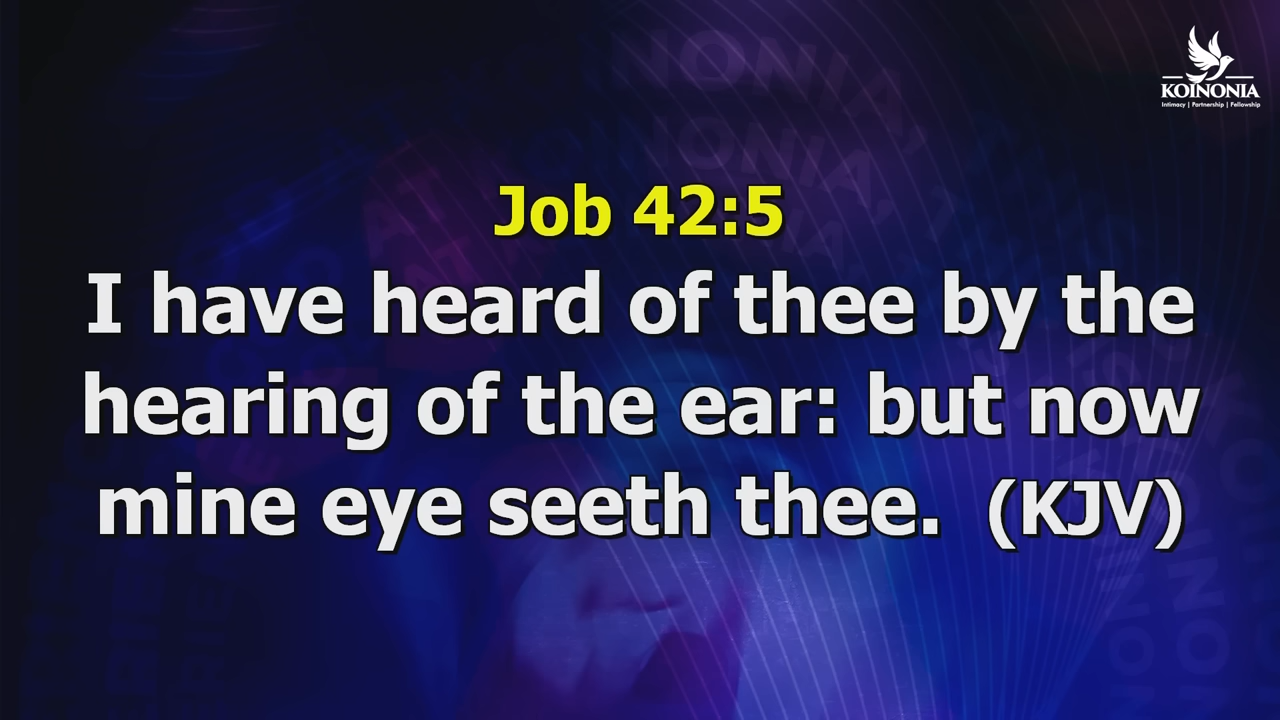 KOINONIA
Intimacy | Partnership | Fellowship
Job 42:5
I have heard of thee by the
hearing of the ear: but now
mine eye seeth thee. (KJV)